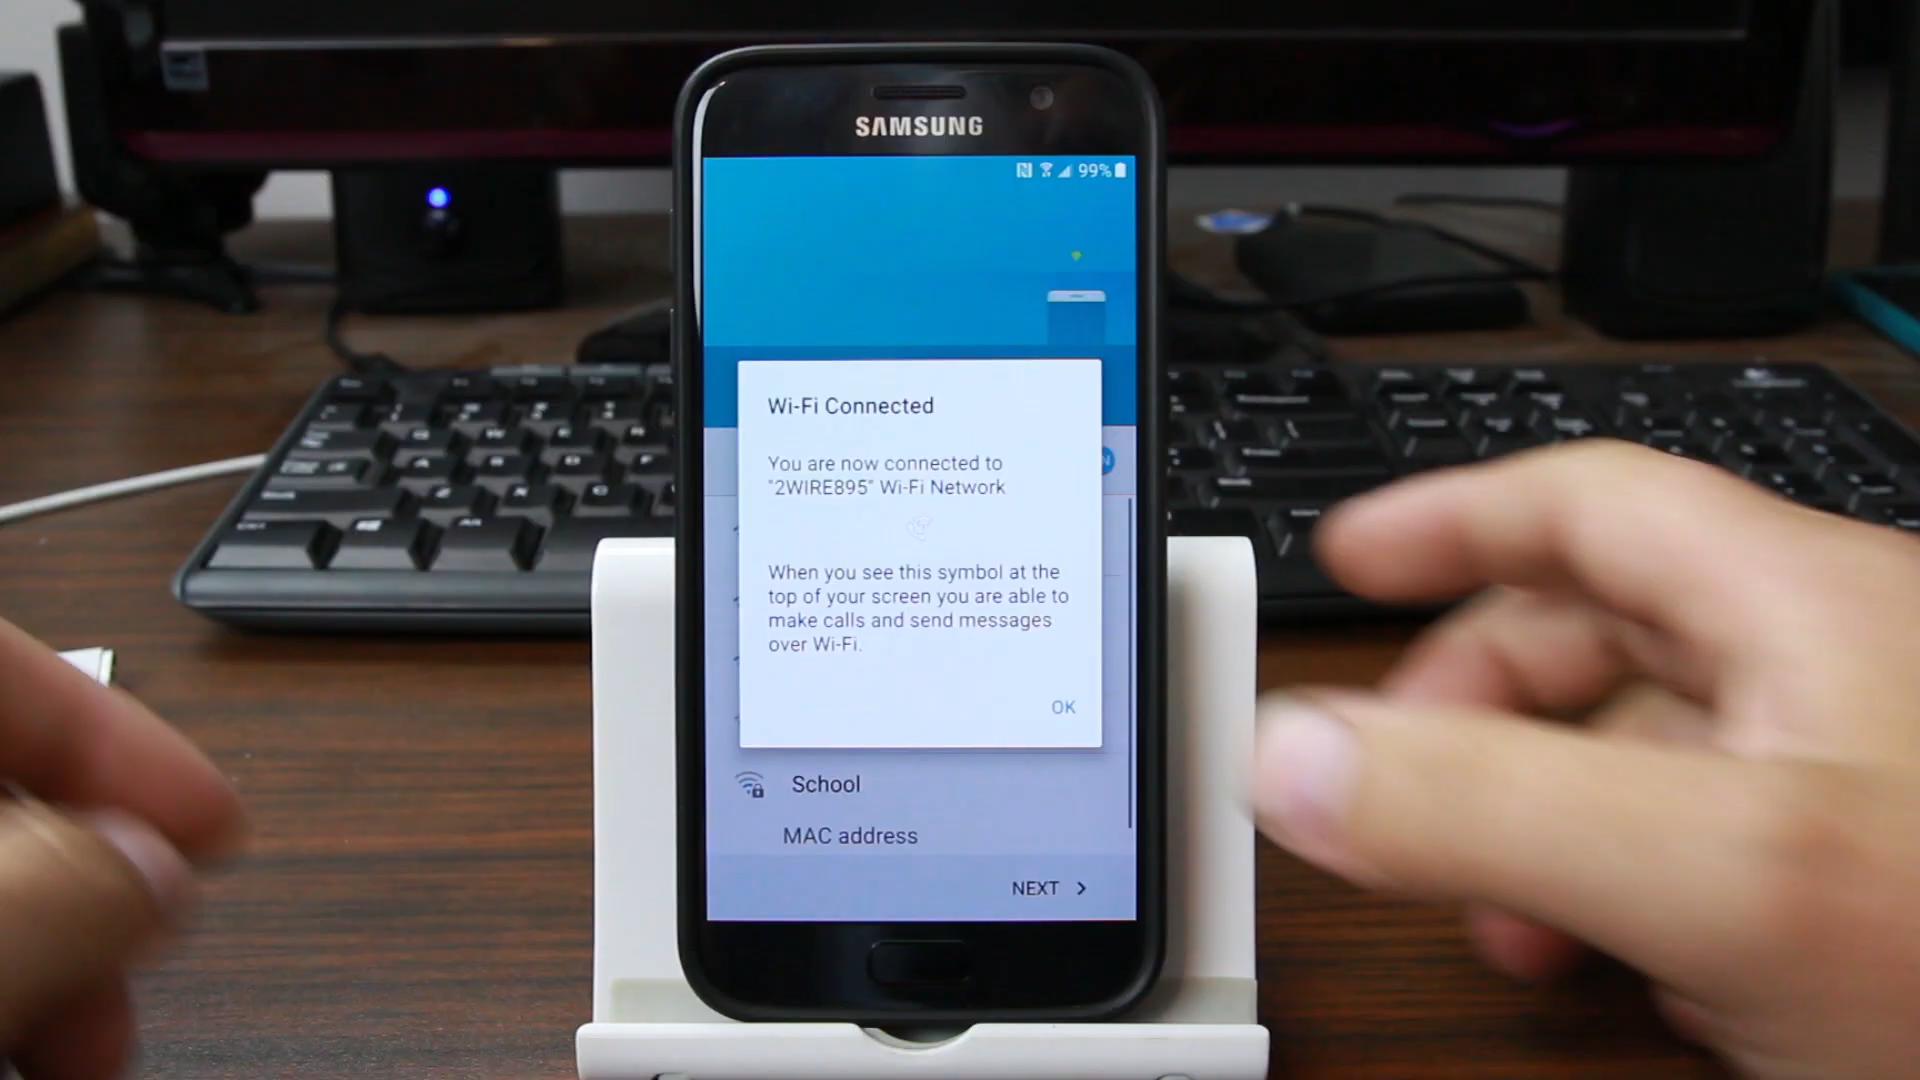 SAMSUNG
99%
Wi-Fi Connected
You are now connected to
"2WIRE895" Wi-Fi Network
When you see this symbol at the
top of your screen you are able to
make calls and send messages
over Wi-Fi.
OK
School
MAC address
NEXT